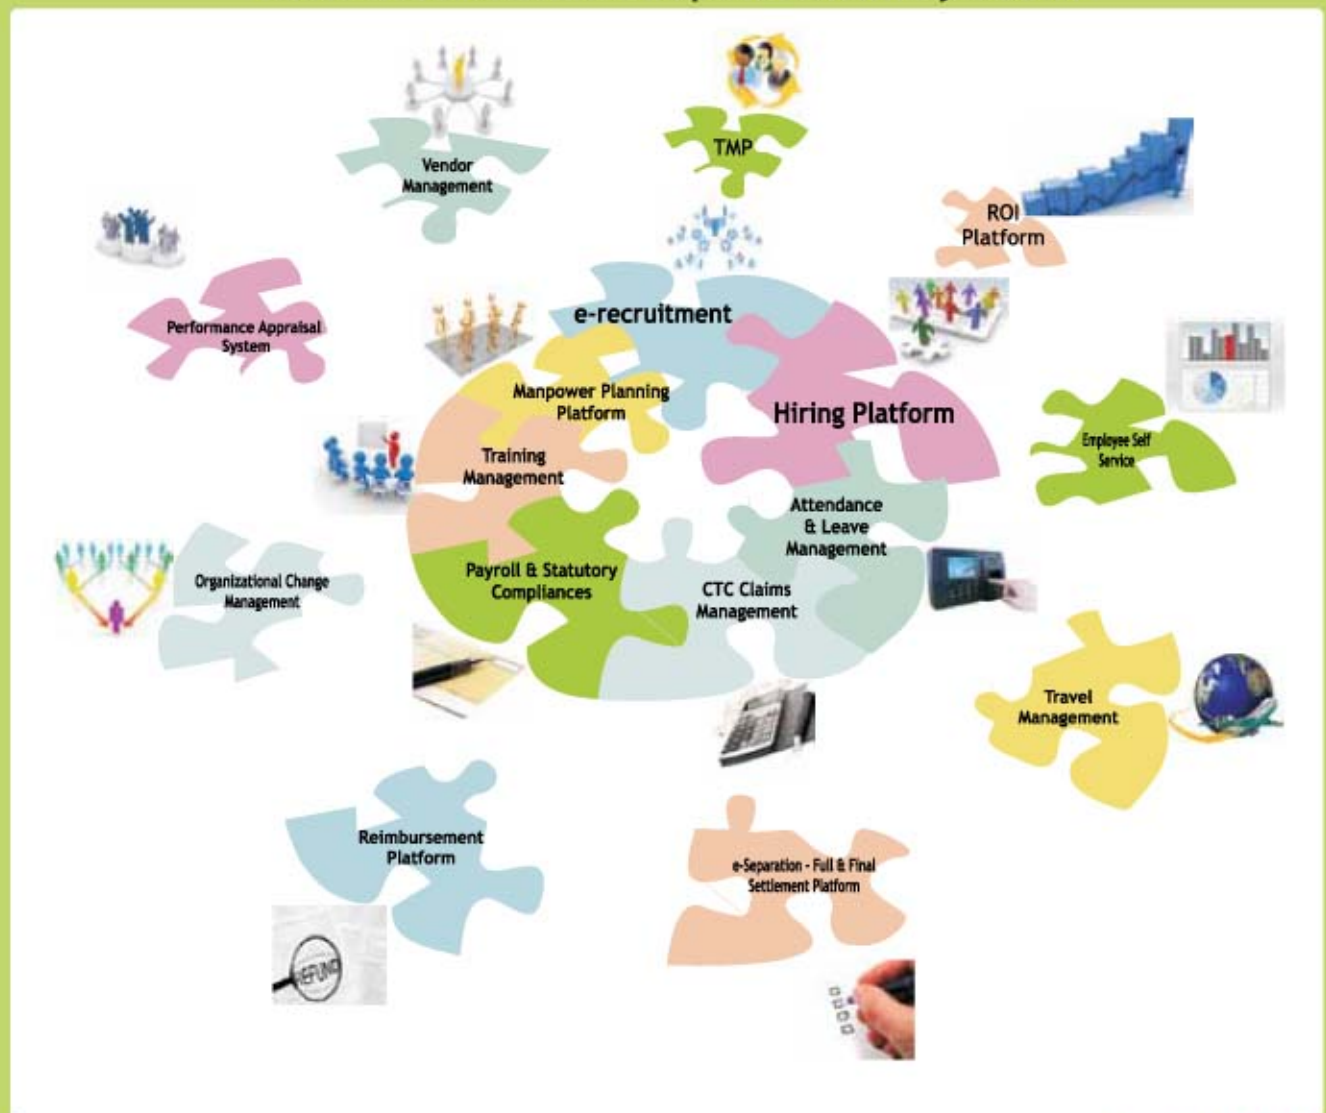 TMP
Vendor
Management
ROI
Platform
Performance Appraisal
System
e-recruitment
Manpower Planning
Platform
Hiring Platform
Employee Self
Service
Training
Management
Attendance
& Leave
Management
Organizational Change
Management
Payroll & Statutory
Compliances
CTC Claims
Management
Travel
Management
Reimbursement
Platform
e-Separation - Full & Final
Settlement Platform
REFUND